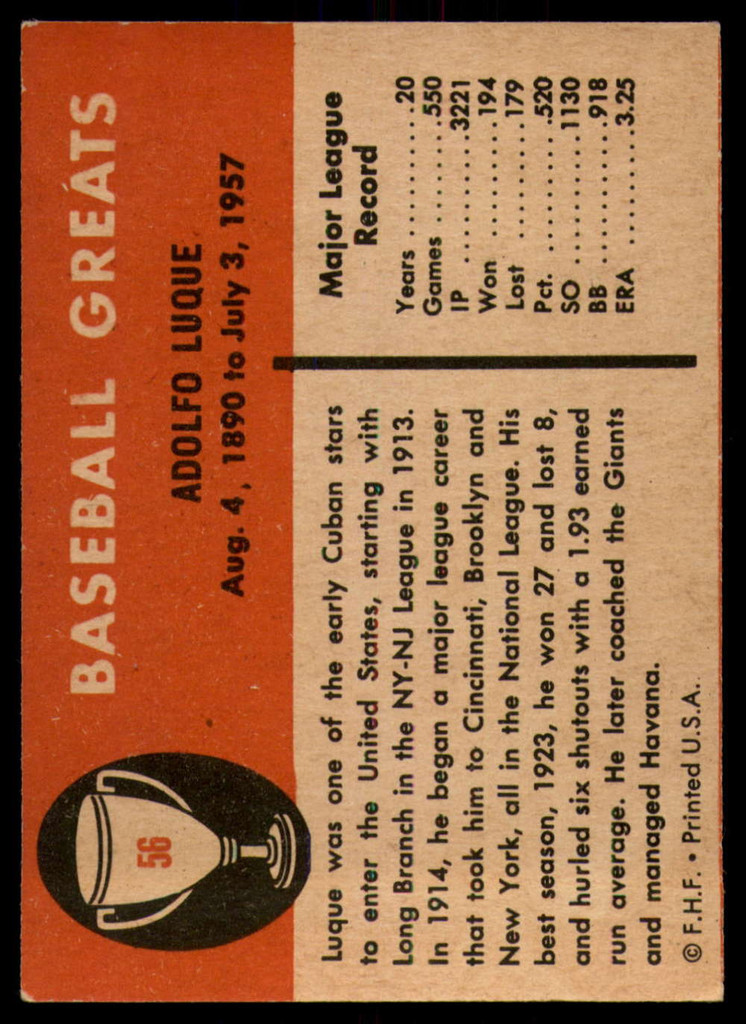 56
BASEBALL GREATS
ADOLFO LUQUE
Aug. 4, 1890 to July 3, 1957
Luque was one of the early Cuban stars
to enter the United States, starting with
Long Branch in the NY-NJ League in 1913.
In 1914, he began a major league career
that took him to Cincinnati, Brooklyn and
New York, all in the National League. His
best season, 1923, he won 27 and lost 8,
and hurled six shutouts with a 1.93 earned
run average. He later coached the Giants
and managed Havana.
© F.H.F. • Printed U.S.A.
Major League
Record
Years ..........20
Games ........550
IP ..........3221
Won ..........194
Lost ..........179
Pct. ..........520
SO ..........1130
BB ..........918
ERA ..........3.25